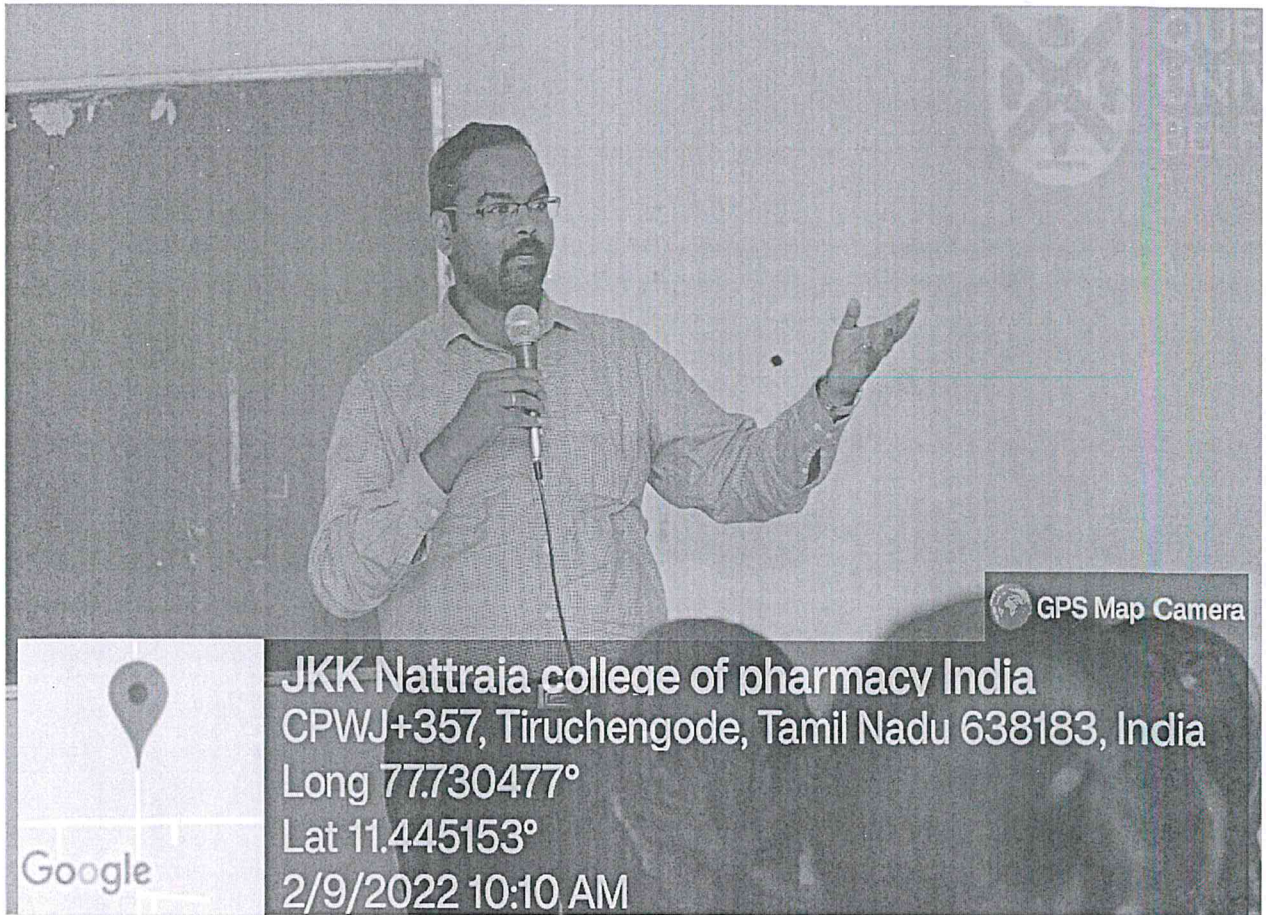 GPS Map Camera
JKK Nattraja college of pharmacy India
CPWJ+357, Tiruchengode, Tamil Nadu 638183, India
Long 77.730477°
Lat 11.445153°
2/9/2022 10:10 AM
Google